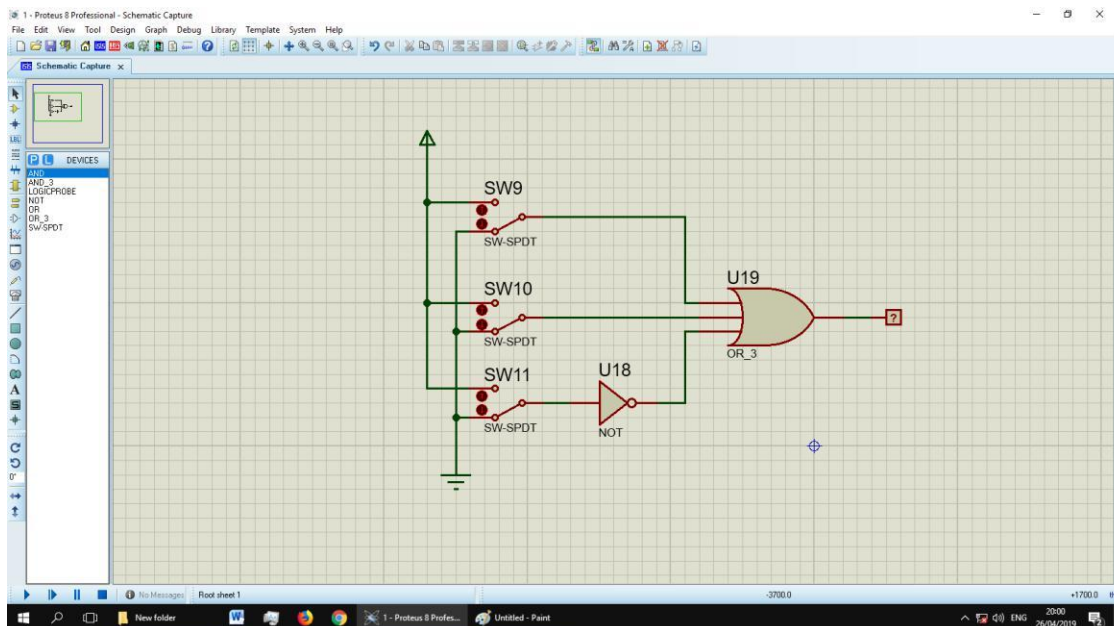 1 - Proteus 8 Professional - Schematic Capture
File Edit View Tool Design Graph Debug Library Template System Help
Schematic Capture
P L DEVICES
AND
AND_3
LOGICPROBE
NOT
OR
OR_3
SW-SPDT
SW9
SW-SPDT
SW10
SW-SPDT
SW11
SW-SPDT
U18
NOT
U19
OR_3
?
A
0°
No Messages Root sheet 1 -3700.0 +1700.0
New folder 1 - Proteus 8 Profes... Untitled - Paint ENG 20:00
26/04/2019